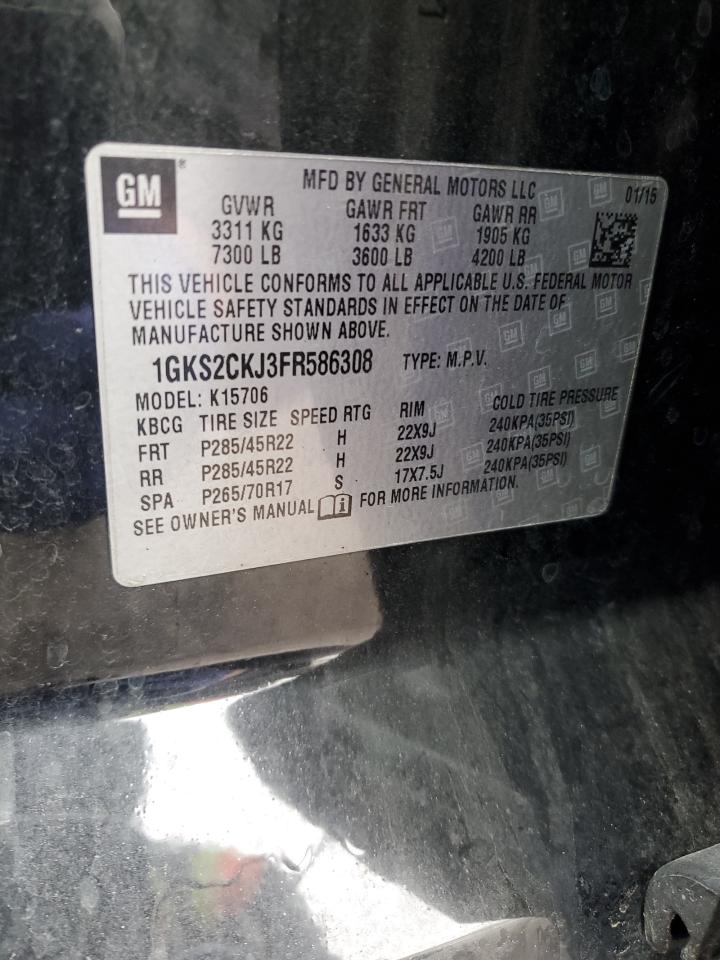 GM®
MFD BY GENERAL MOTORS LLC 01/15
GVWR GAWR FRT GAWR RR
3311 KG 1633 KG 1905 KG
7300 LB 3600 LB 4200 LB
THIS VEHICLE CONFORMS TO ALL APPLICABLE U.S. FEDERAL MOTOR
VEHICLE SAFETY STANDARDS IN EFFECT ON THE DATE OF
MANUFACTURE SHOWN ABOVE.
1GKS2CKJ3FR586308 TYPE: M.P.V.
MODEL: K15706
KBCG TIRE SIZE SPEED RTG RIM COLD TIRE PRESSURE
FRT P285/45R22 H 22X9J 240KPA(35PSI)
RR P285/45R22 H 22X9J 240KPA(35PSI)
SPA P265/70R17 S 17X7.5J 240KPA(35PSI)
SEE OWNER'S MANUAL FOR MORE INFORMATION.